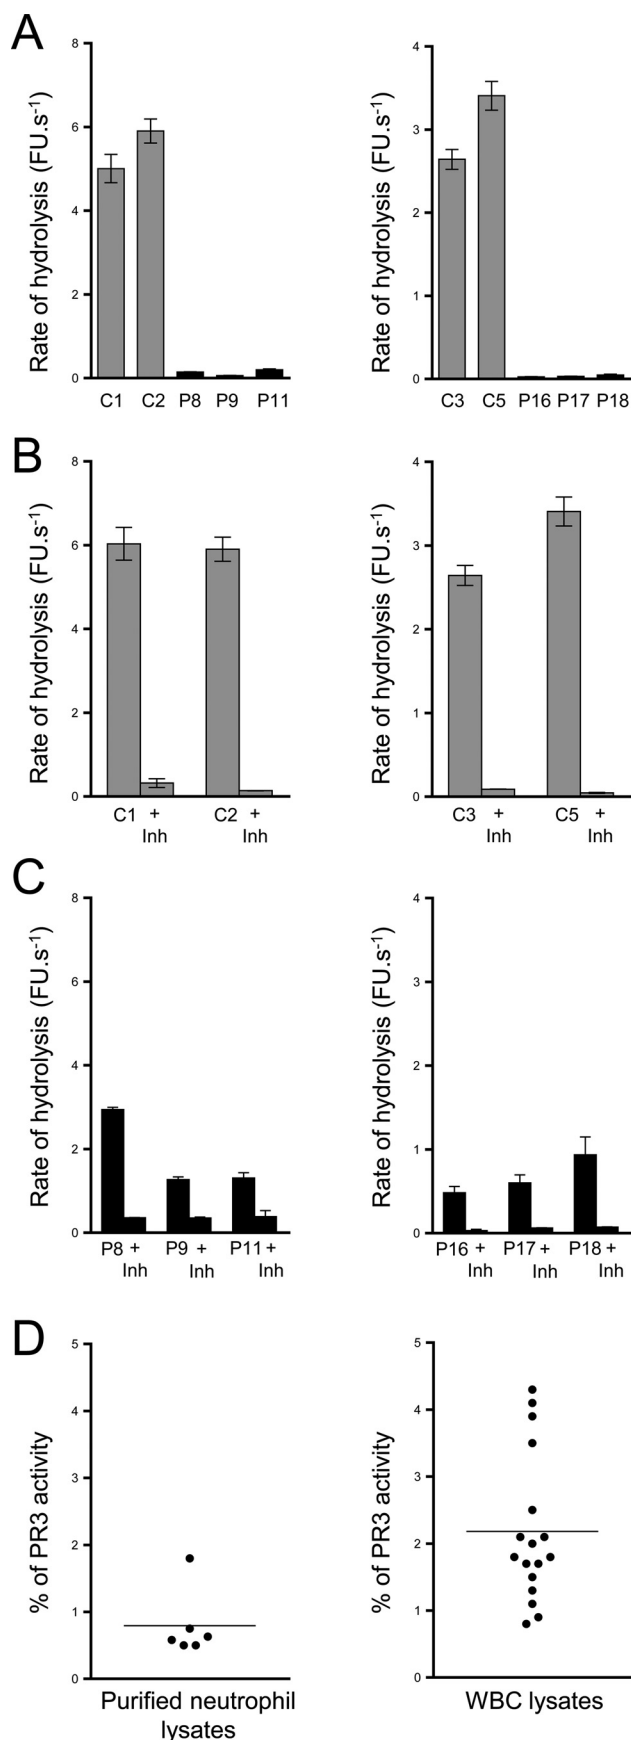 A
Rate of hydrolysis (FU.s⁻¹)
8
6
4
2
0
C1 C2 P8 P9 P11
Rate of hydrolysis (FU.s⁻¹)
4
3
2
1
0
C3 C5 P16 P17 P18
B
Rate of hydrolysis (FU.s⁻¹)
8
6
4
2
0
C1 + C2 +
Inh Inh
Rate of hydrolysis (FU.s⁻¹)
4
3
2
1
0
C3 + C5 +
Inh Inh
C
Rate of hydrolysis (FU.s⁻¹)
8
6
4
2
0
P8 + P9 + P11 +
Inh Inh Inh
Rate of hydrolysis (FU.s⁻¹)
4
3
2
1
0
P16 + P17 + P18 +
Inh Inh Inh
D
% of PR3 activity
5
4
3
2
1
0
Purified neutrophil
lysates
% of PR3 activity
5
4
3
2
1
0
WBC lysates